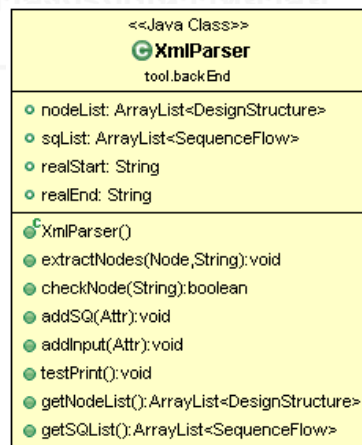 <<Java Class>>
XmlParser
tool.backEnd
nodeList: ArrayList<DesignStructure>
sqList: ArrayList<SequenceFlow>
realStart: String
realEnd: String
XmlParser()
extractNodes(Node,String):void
checkNode(String):boolean
addSQ(Attr):void
addInput(Attr):void
testPrint():void
getNodeList():ArrayList<DesignStructure>
getSQList():ArrayList<SequenceFlow>